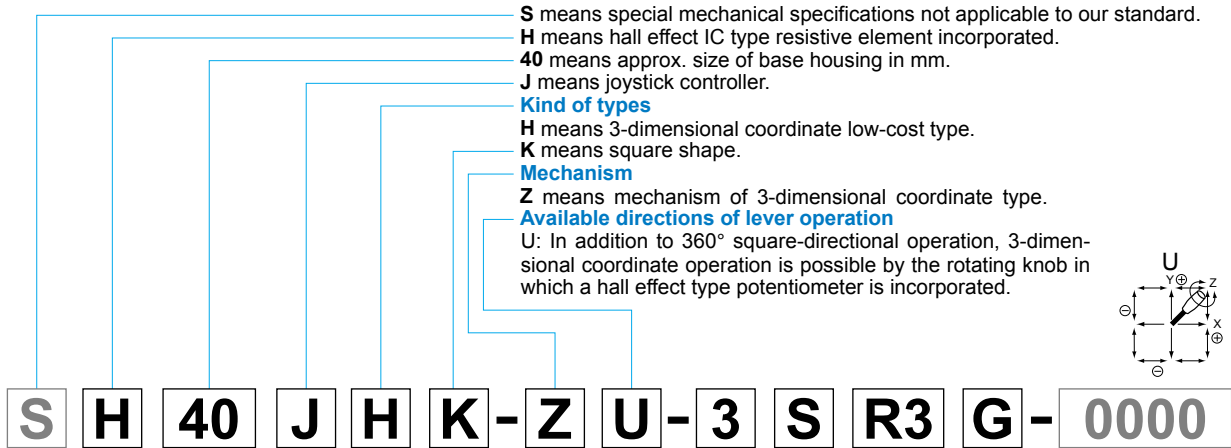 S means special mechanical specifications not applicable to our standard.
H means hall effect IC type resistive element incorporated.
40 means approx. size of base housing in mm.
J means joystick controller.
Kind of types
H means 3-dimensional coordinate low-cost type.
K means square shape.
Mechanism
Z means mechanism of 3-dimensional coordinate type.
Available directions of lever operation
U: In addition to 360° square-directional operation, 3-dimen-
sional coordinate operation is possible by the rotating knob in
which a hall effect type potentiometer is incorporated.
U
Y⊕ Z
⊖
X
⊕
⊖
S H 40 J H K - Z U - 3 S R3 G - 0000